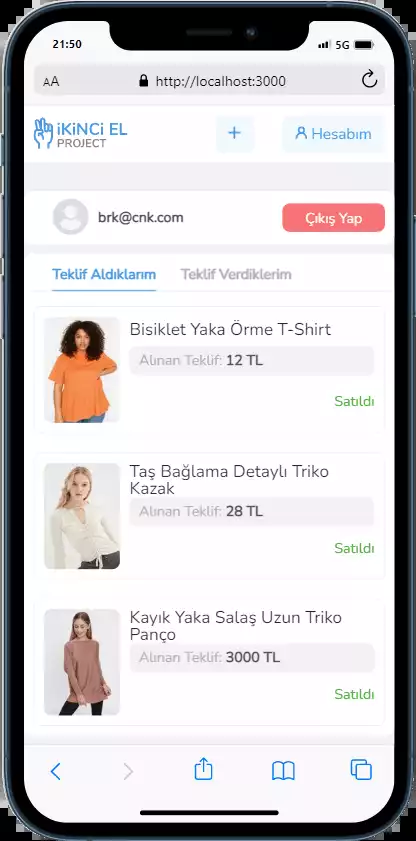 21:50
5G
AA
http://localhost:3000
iKiNCi EL
PROJECT
+
Hesabım
brk@cnk.com
Çıkış Yap
Teklif Aldıklarım
Teklif Verdiklerim
Bisiklet Yaka Örme T-Shirt
Alınan Teklif: 12 TL
Satıldı
Taş Bağlama Detaylı Triko
Kazak
Alınan Teklif: 28 TL
Satıldı
Kayık Yaka Salaş Uzun Triko
Panço
Alınan Teklif: 3000 TL
Satıldı